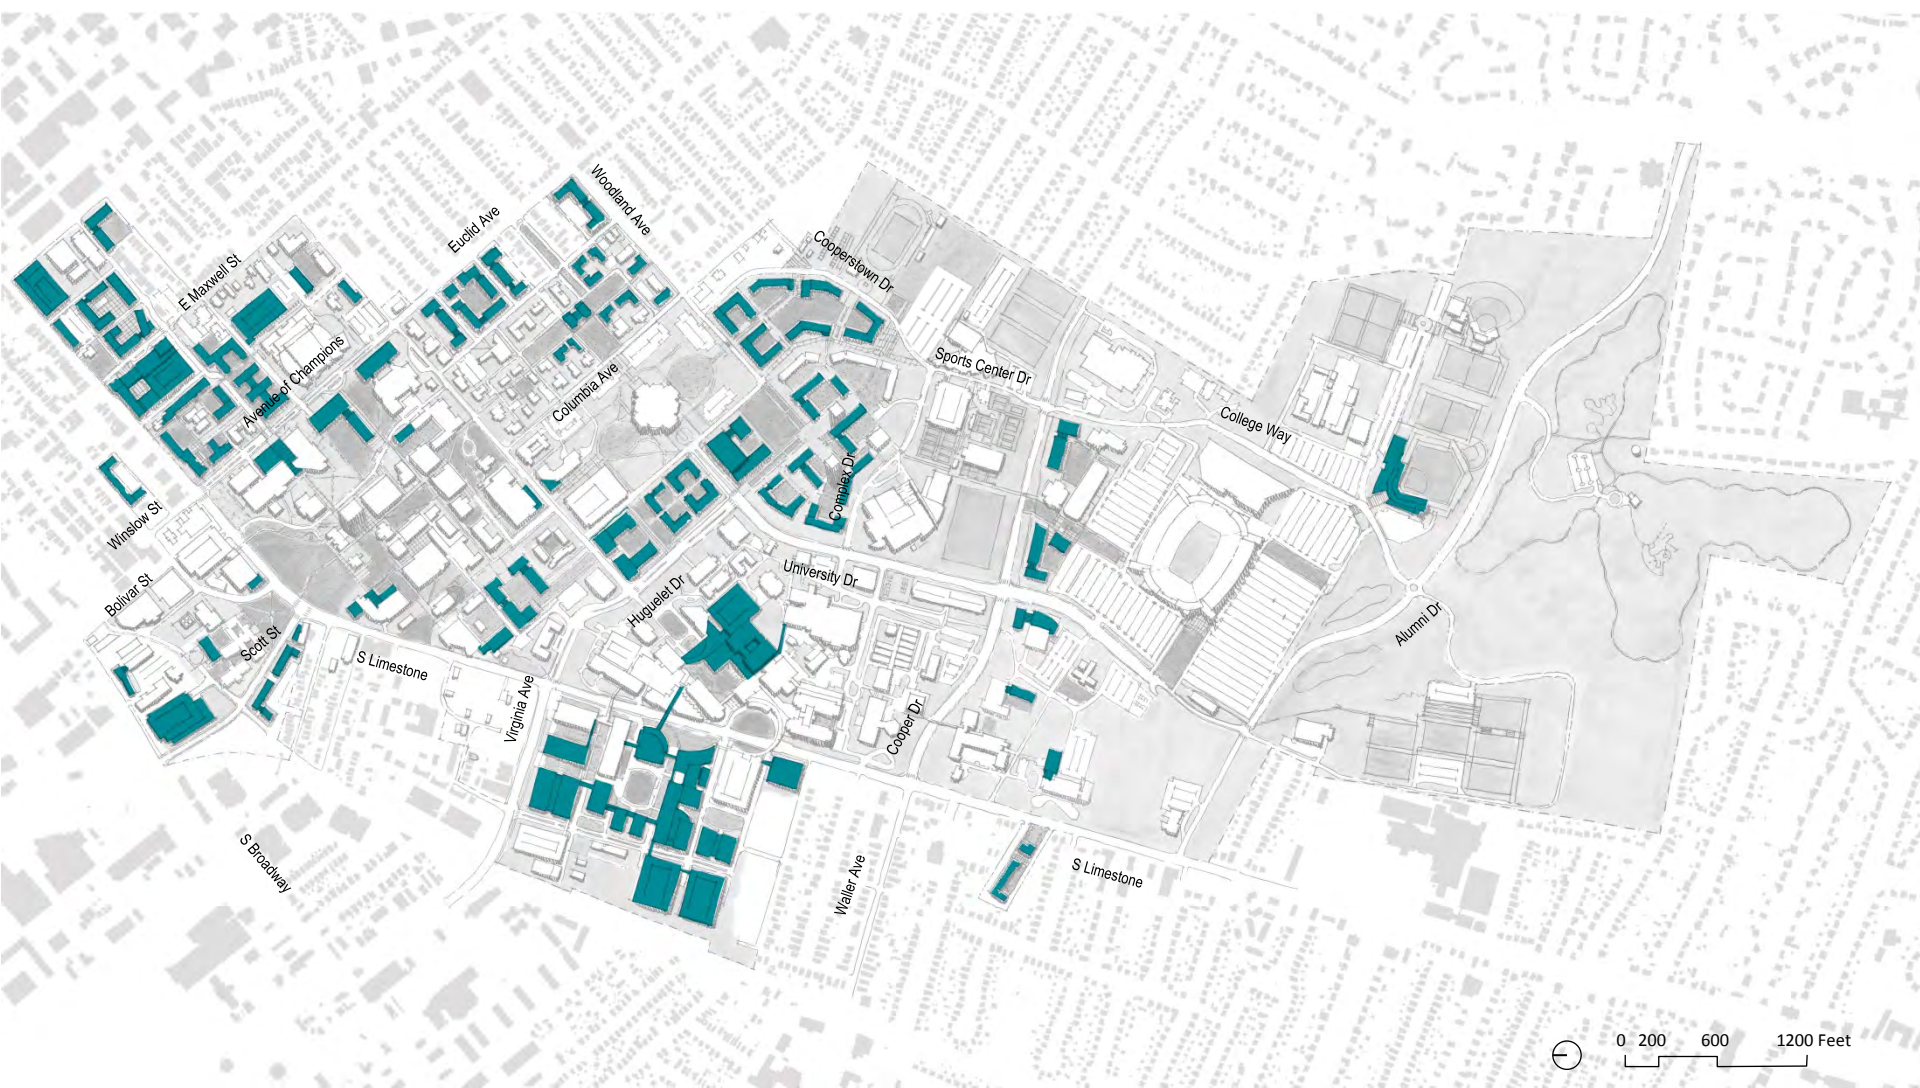 Woodland Ave
Euclid Ave
E Maxwell St
Cooperstown Dr
Avenue of Champions
Sports Center Dr
Columbia Ave
College Way
Complex Dr
Winslow St
University Dr
Bolivar St
Huguelet Dr
Scott St
Alumni Dr
S Limestone
Virginia Ave
Cooper Dr
S Broadway
Waller Ave
S Limestone
0 200 600 1200 Feet